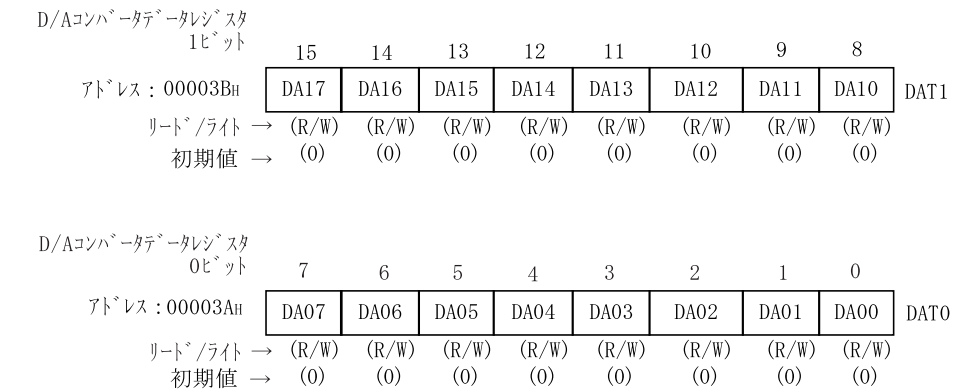 D/Aコンバータデータレジスタ
1ビット 15 14 13 12 11 10 9 8
アドレス：00003BH DA17 DA16 DA15 DA14 DA13 DA12 DA11 DA10 DAT1
リード/ライト → (R/W) (R/W) (R/W) (R/W) (R/W) (R/W) (R/W) (R/W)
初期値 → (0) (0) (0) (0) (0) (0) (0) (0)
D/Aコンバータデータレジスタ
0ビット 7 6 5 4 3 2 1 0
アドレス：00003AH DA07 DA06 DA05 DA04 DA03 DA02 DA01 DA00 DAT0
リード/ライト → (R/W) (R/W) (R/W) (R/W) (R/W) (R/W) (R/W) (R/W)
初期値 → (0) (0) (0) (0) (0) (0) (0) (0)